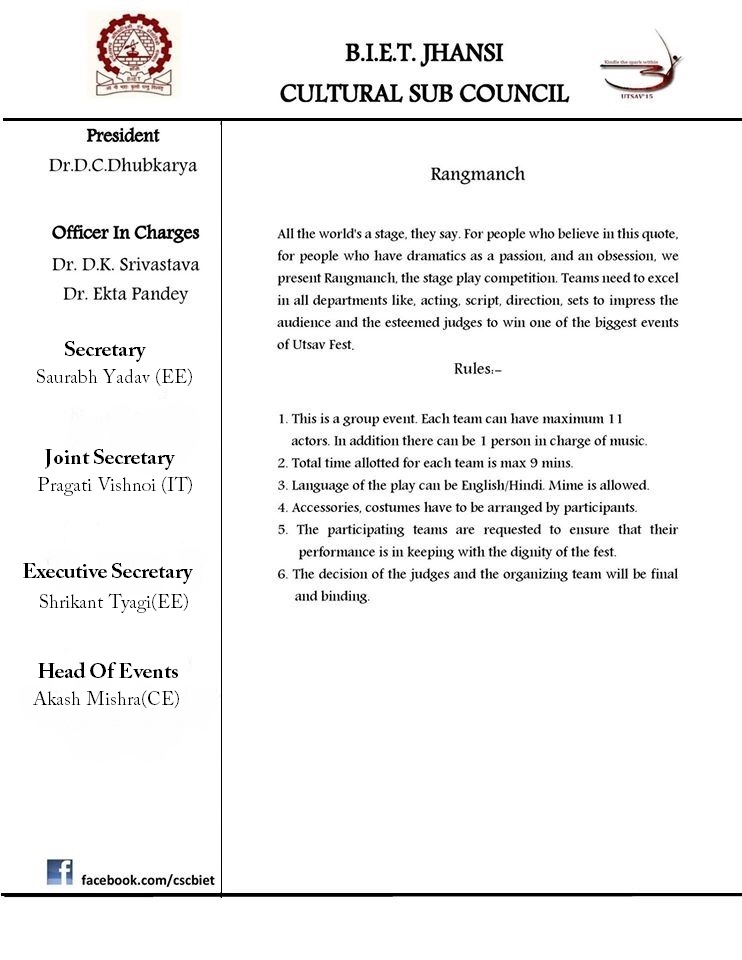 B.I.E.T. JHANSI
CULTURAL SUB COUNCIL
Kindle the spark within
UTSAV'15
President
Dr.D.C.Dhubkarya
Officer In Charges
Dr. D.K. Srivastava
Dr. Ekta Pandey
Secretary
Saurabh Yadav (EE)
Joint Secretary
Pragati Vishnoi (IT)
Executive Secretary
Shrikant Tyagi(EE)
Head Of Events
Akash Mishra(CE)
facebook.com/cscbiet
Rangmanch
All the world's a stage, they say. For people who believe in this quote,
for people who have dramatics as a passion, and an obsession, we
present Rangmanch, the stage play competition. Teams need to excel
in all departments like, acting, script, direction, sets to impress the
audience and the esteemed judges to win one of the biggest events
of Utsav Fest.
Rules:-
1. This is a group event. Each team can have maximum 11
actors. In addition there can be 1 person in charge of music.
2. Total time allotted for each team is max 9 mins.
3. Language of the play can be English/Hindi. Mime is allowed.
4. Accessories, costumes have to be arranged by participants.
5. The participating teams are requested to ensure that their
performance is in keeping with the dignity of the fest.
6. The decision of the judges and the organizing team will be final
and binding.